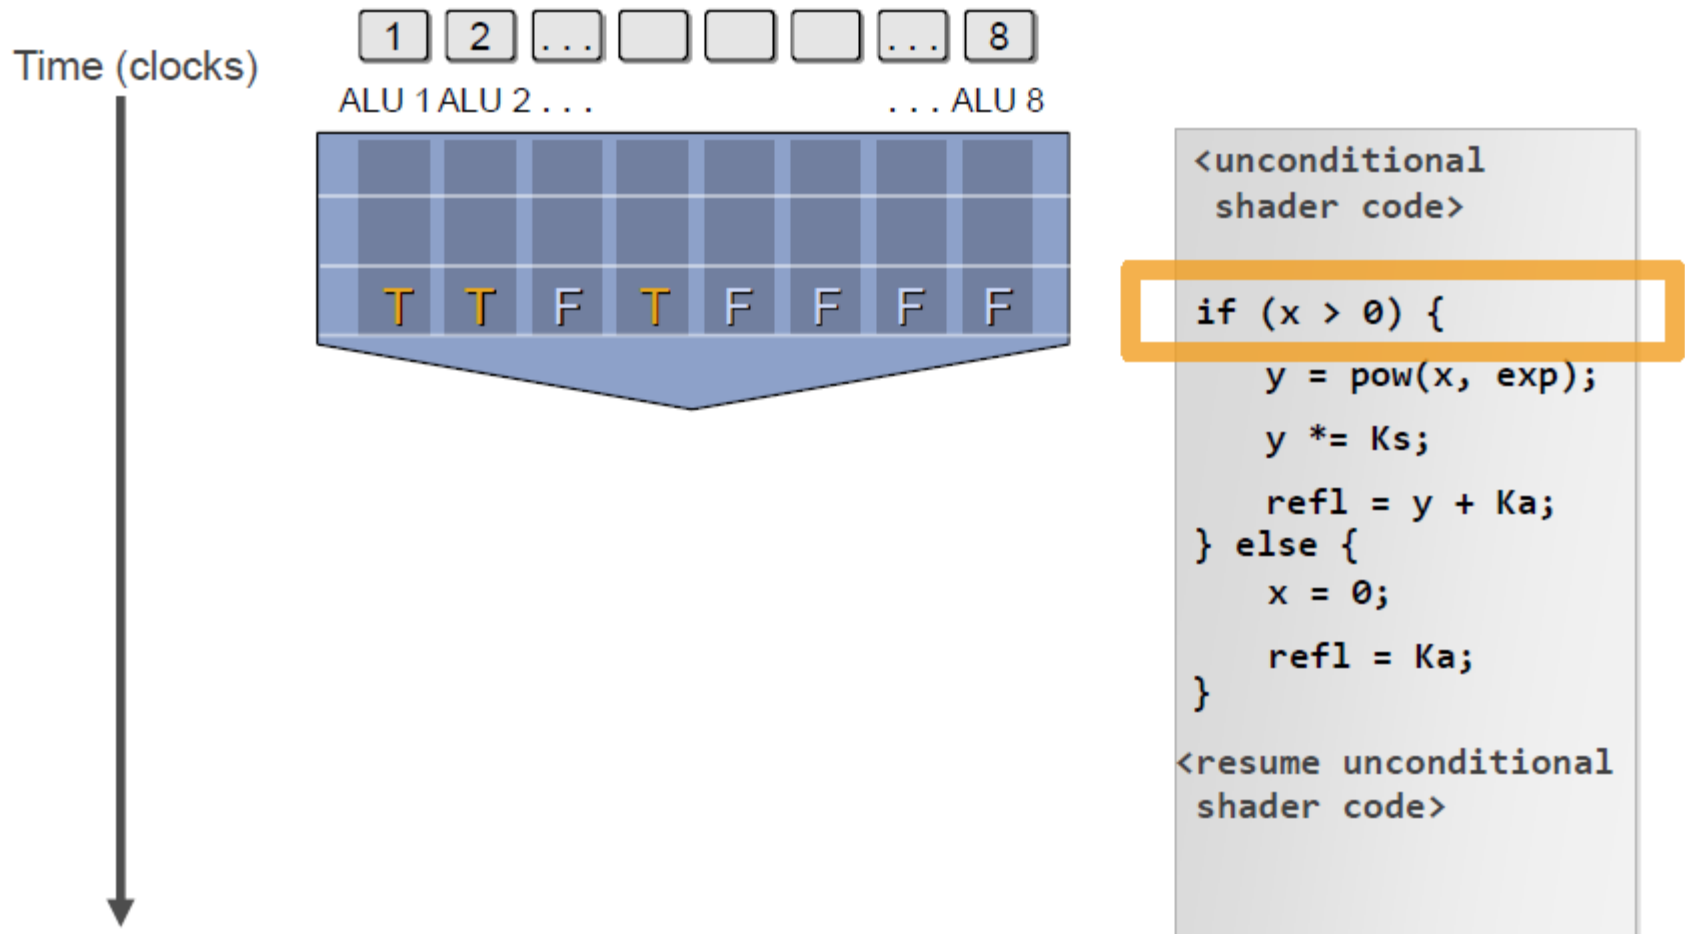 1 2 ... ... 8
Time (clocks)
ALU 1 ALU 2 . . . . . . ALU 8
T T F T F F F F
<unconditional
shader code>
if (x > 0) {
y = pow(x, exp);
y *= Ks;
refl = y + Ka;
} else {
x = 0;
refl = Ka;
}
<resume unconditional
shader code>